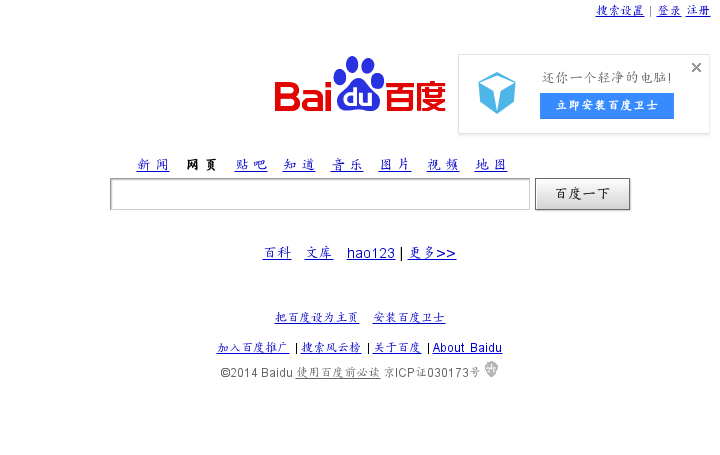 搜索设置 | 登录 注册
Bai du 百度
还你一个轻净的电脑!
立即安装百度卫士
新 闻 网 页 贴 吧 知 道 音 乐 图 片 视 频 地 图
百度一下
百科 文库 hao123 | 更多>>
把百度设为主页 安装百度卫士
加入百度推广 | 搜索风云榜 | 关于百度 | About Baidu
©2014 Baidu 使用百度前必读 京ICP证030173号